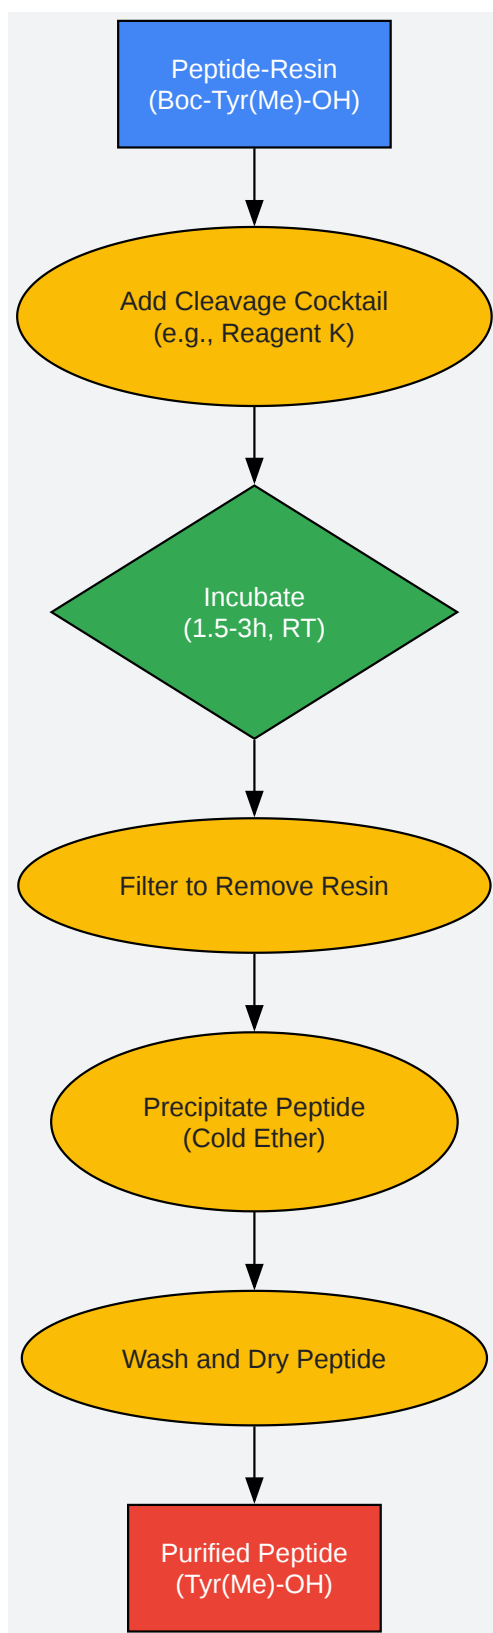 Peptide-Resin
(Boc-Tyr(Me)-OH)
Add Cleavage Cocktail
(e.g., Reagent K)
Incubate
(1.5-3h, RT)
Filter to Remove Resin
Precipitate Peptide
(Cold Ether)
Wash and Dry Peptide
Purified Peptide
(Tyr(Me)-OH)